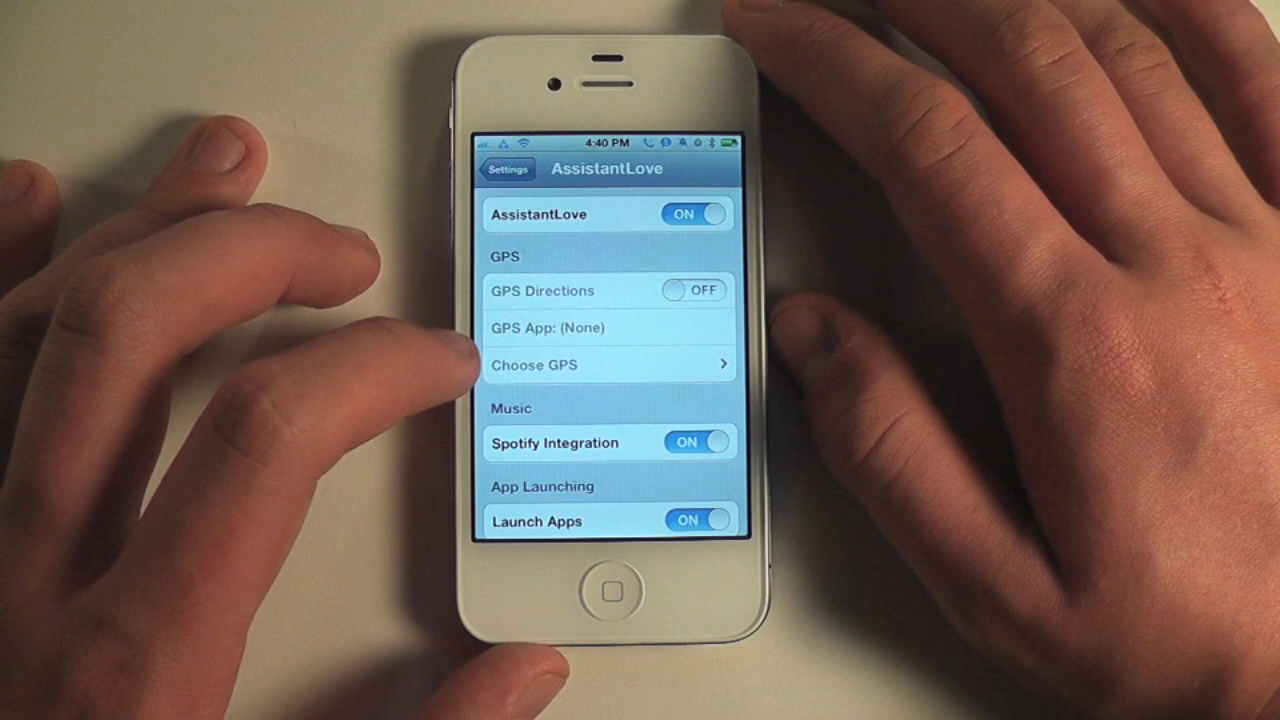 4:40 PM
Settings
AssistantLove
AssistantLove ON
GPS
GPS Directions OFF
GPS App: (None)
Choose GPS
Music
Spotify Integration ON
App Launching
Launch Apps ON